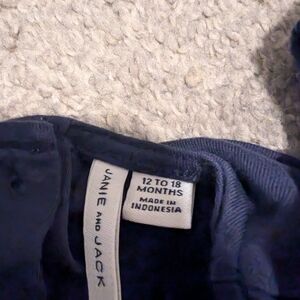 JANIE AND JACK
12 TO 18
MONTHS
MADE IN
INDONESIA